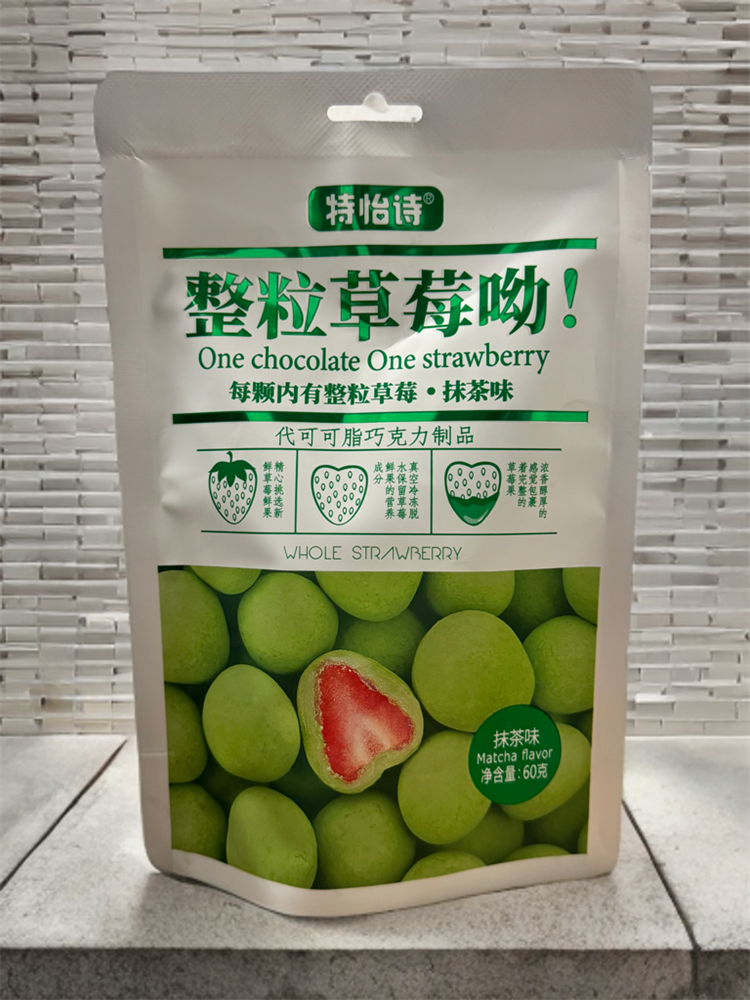 特怡诗®
整粒草莓呦!
One chocolate One strawberry
每颗内有整粒草莓·抹茶味
代可可脂巧克力制品
精心挑选新
鲜草莓鲜果
真空冷冻脱
水保留草莓
鲜果的营养
成分
浓香醇厚的
感觉包裹
着完整的
草莓果
WHOLE STRAWBERRY
抹茶味
Matcha flavor
净含量:60克